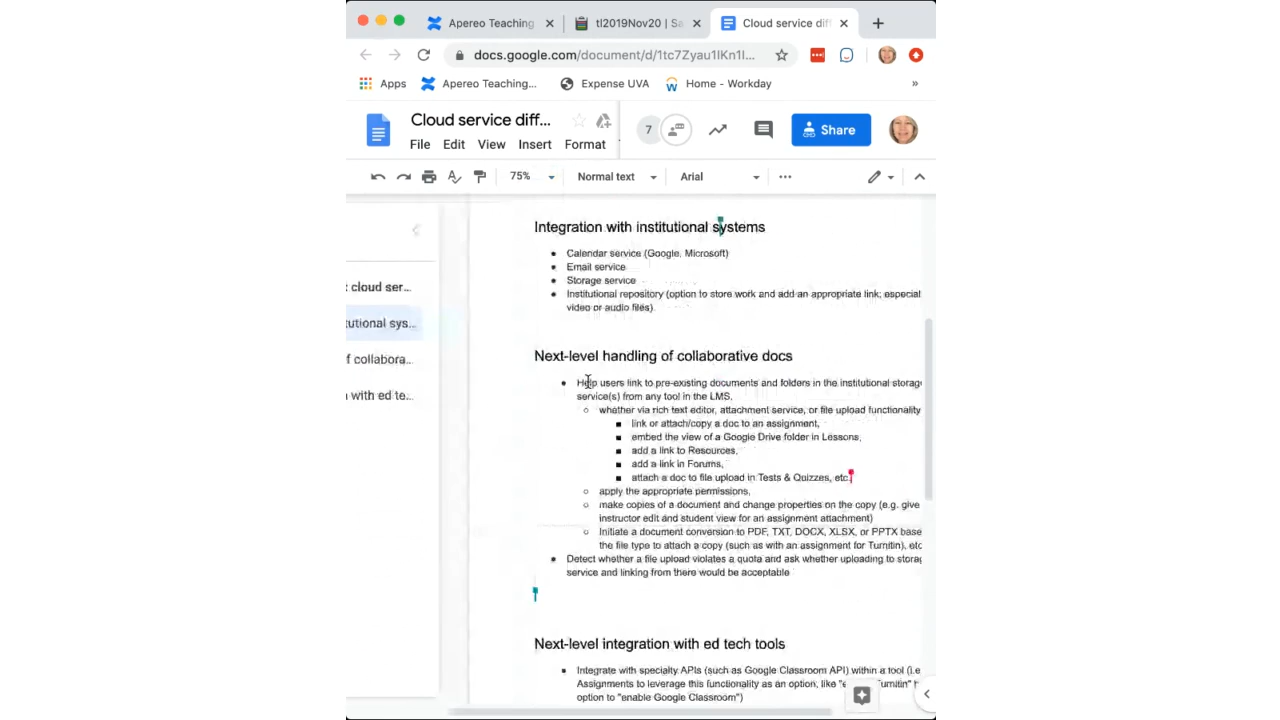 Apereo Teaching
tl2019Nov20 | Sa
Cloud service diff
docs.google.com/document/d/1tc7Zyau1lKn1I...
Apps
Apereo Teaching...
Expense UVA
Home - Workday
»
Cloud service diff...
7
Share
File Edit View Insert Format
75%
Normal text
Arial
Integration with institutional systems
Calendar service (Google, Microsoft)
Email service
Storage service
Institutional repository (option to store work and add an appropriate link; especial
video or audio files)
t cloud ser...
tutional sys...
f collabora...
with ed te...
Next-level handling of collaborative docs
Help users link to pre-existing documents and folders in the institutional storage
service(s) from any tool in the LMS,
whether via rich text editor, attachment service, or file upload functionality
link or attach/copy a doc to an assignment,
embed the view of a Google Drive folder in Lessons,
add a link to Resources,
add a link in Forums,
attach a doc to file upload in Tests & Quizzes, etc.
apply the appropriate permissions,
make copies of a document and change properties on the copy (e.g. give
instructor edit and student view for an assignment attachment)
Initiate a document conversion to PDF, TXT, DOCX, XLSX, or PPTX base
the file type to attach a copy (such as with an assignment for Turnitin), etc
Detect whether a file upload violates a quota and ask whether uploading to storag
service and linking from there would be acceptable
Next-level integration with ed tech tools
Integrate with specialty APIs (such as Google Classroom API) within a tool (i.e
Assignments to leverage this functionality as an option, like "e Turnitin"
option to "enable Google Classroom")